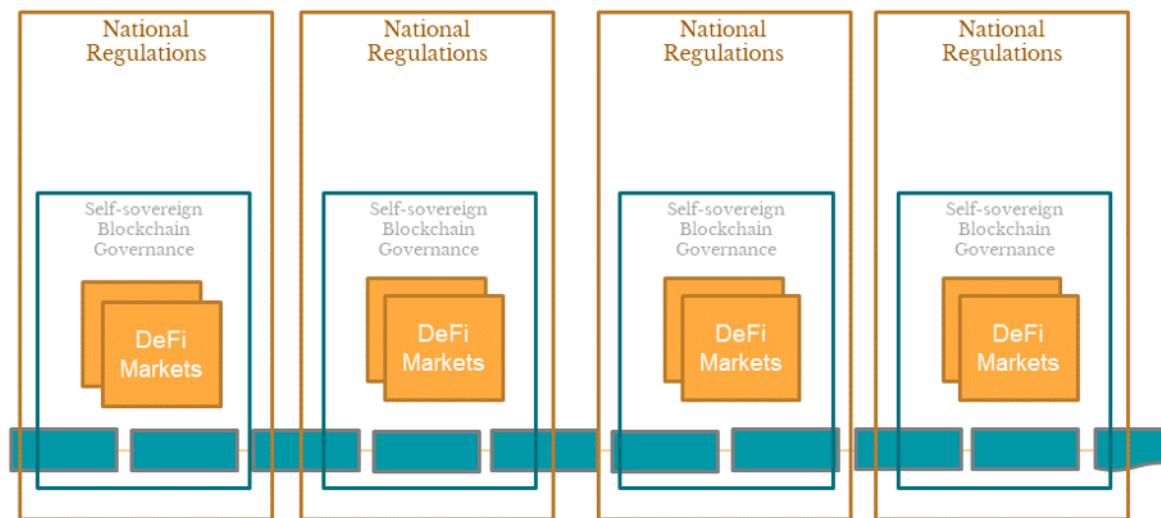 National
Regulations
National
Regulations
National
Regulations
National
Regulations
Self-sovereign
Blockchain
Governance
Self-sovereign
Blockchain
Governance
Self-sovereign
Blockchain
Governance
Self-sovereign
Blockchain
Governance
DeFi
Markets
DeFi
Markets
DeFi
Markets
DeFi
Markets